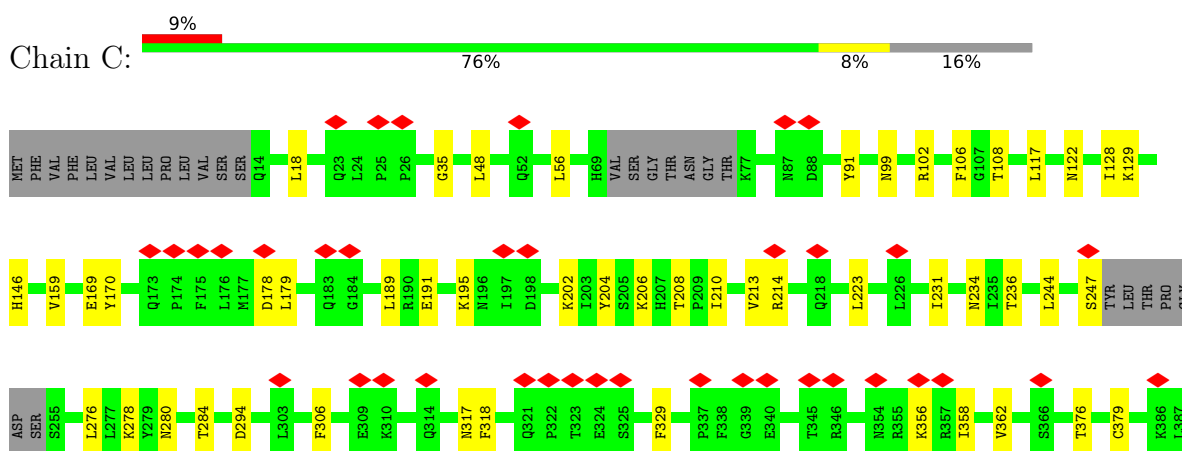 9%
Chain C:
76% 8% 16%
MET PHE VAL PHE LEU VAL LEU LEU PRO LEU VAL SER SER Q14 L18 Q23 L24 P25 P26 G35 L48 Q52 L56 H69 VAL SER GLY THR ASN GLY THR K77 N87 D88 Y91 N99 R102 F106 G107 T108 L117 N122 I128 K129
H146 V159 E169 Y170 Q173 P174 F175 L176 M177 D178 L179 Q183 G184 L189 R190 E191 K195 N196 I197 D198 K202 I203 Y204 S205 K206 H207 T208 P209 I210 V213 R214 Q218 L223 L226 I231 N234 I235 T236 L244 S247 TYR LEU THR PRO GLY
ASP SER S255 L276 L277 K278 Y279 N280 T284 D294 L303 F306 E309 K310 Q314 N317 F318 Q321 P322 T323 E324 S325 F329 P337 F338 G339 E340 T345 R346 N354 R355 K356 R357 I358 V362 S366 T376 C379 K386 L387